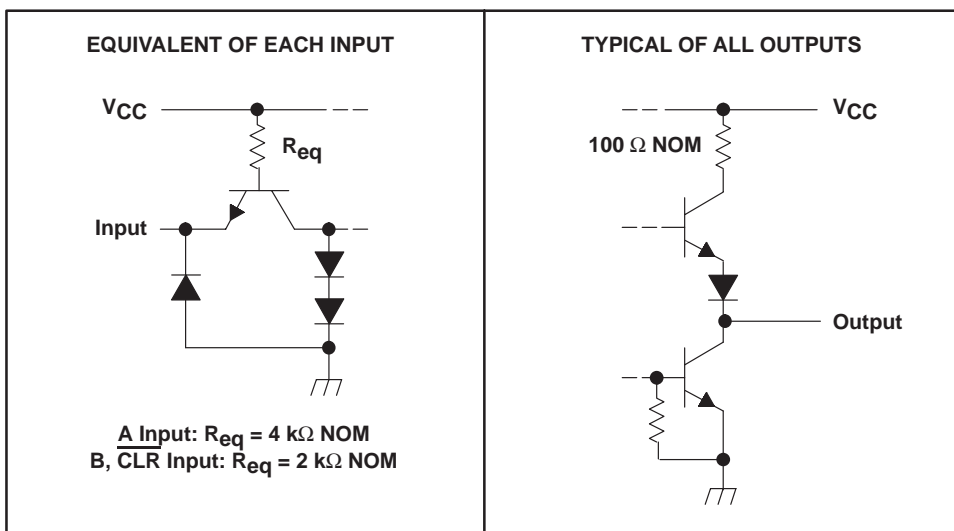 EQUIVALENT OF EACH INPUT
VCC
Req
Input
A Input: Req = 4 kΩ NOM
B, CLR Input: Req = 2 kΩ NOM
TYPICAL OF ALL OUTPUTS
VCC
100 Ω NOM
Output